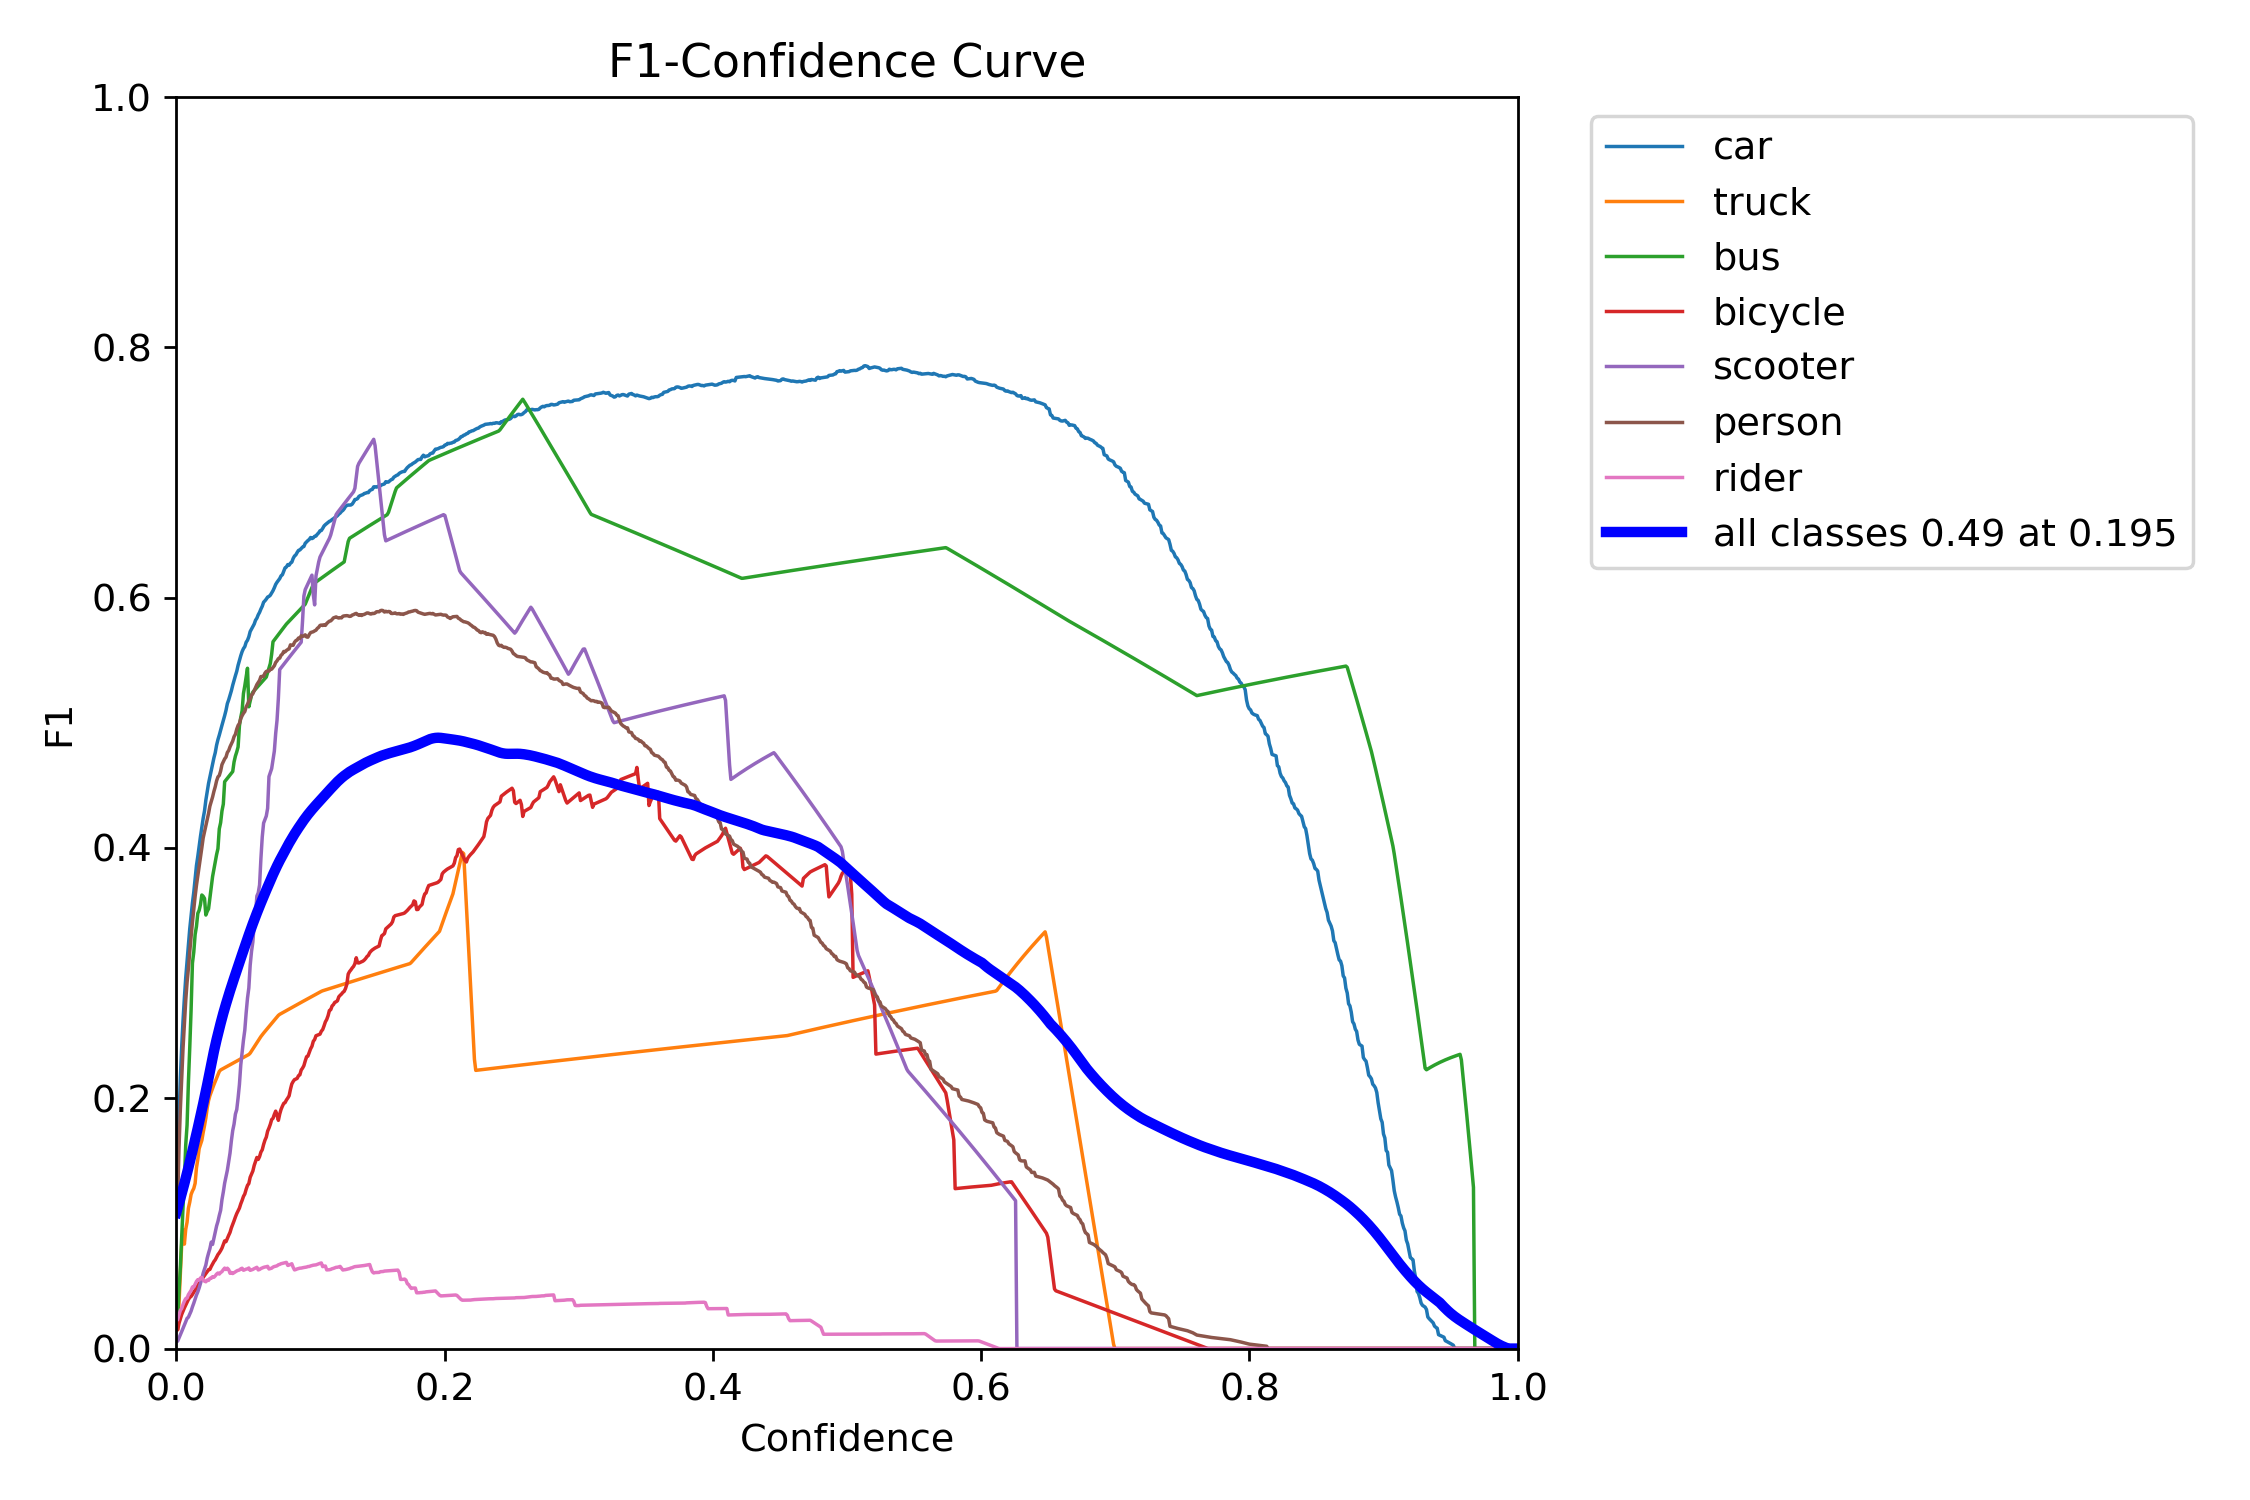 F1-Confidence Curve
1.0
0.8
0.6
0.4
0.2
0.0
F1
0.0 0.2 0.4 0.6 0.8 1.0
Confidence
car
truck
bus
bicycle
scooter
person
rider
all classes 0.49 at 0.195